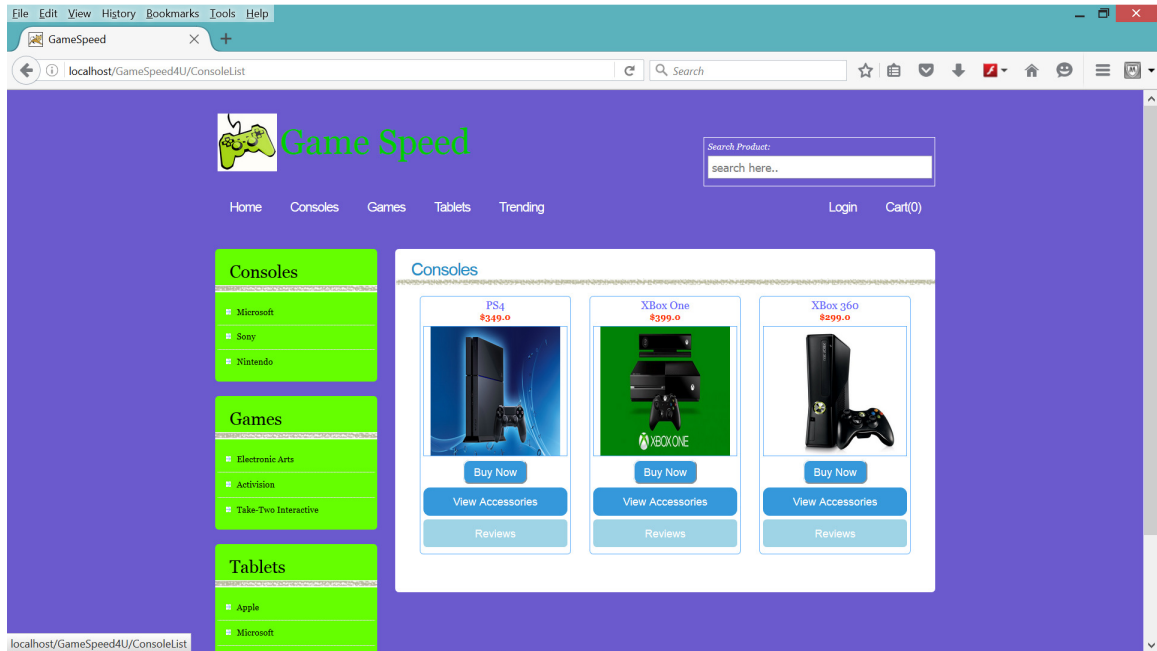 File Edit View History Bookmarks Tools Help
GameSpeed
localhost/GameSpeed4U/ConsoleList
Search
Game Speed
Search Product:
search here..
Home Consoles Games Tablets Trending Login Cart(0)
Consoles
Microsoft
Sony
Nintendo
Games
Electronic Arts
Activision
Take-Two Interactive
Tablets
Apple
Microsoft
Consoles
PS4
$349.0
Buy Now
View Accessories
Reviews
XBox One
$399.0
XBOX ONE
Buy Now
View Accessories
Reviews
XBox 360
$299.0
Buy Now
View Accessories
Reviews
localhost/GameSpeed4U/ConsoleList